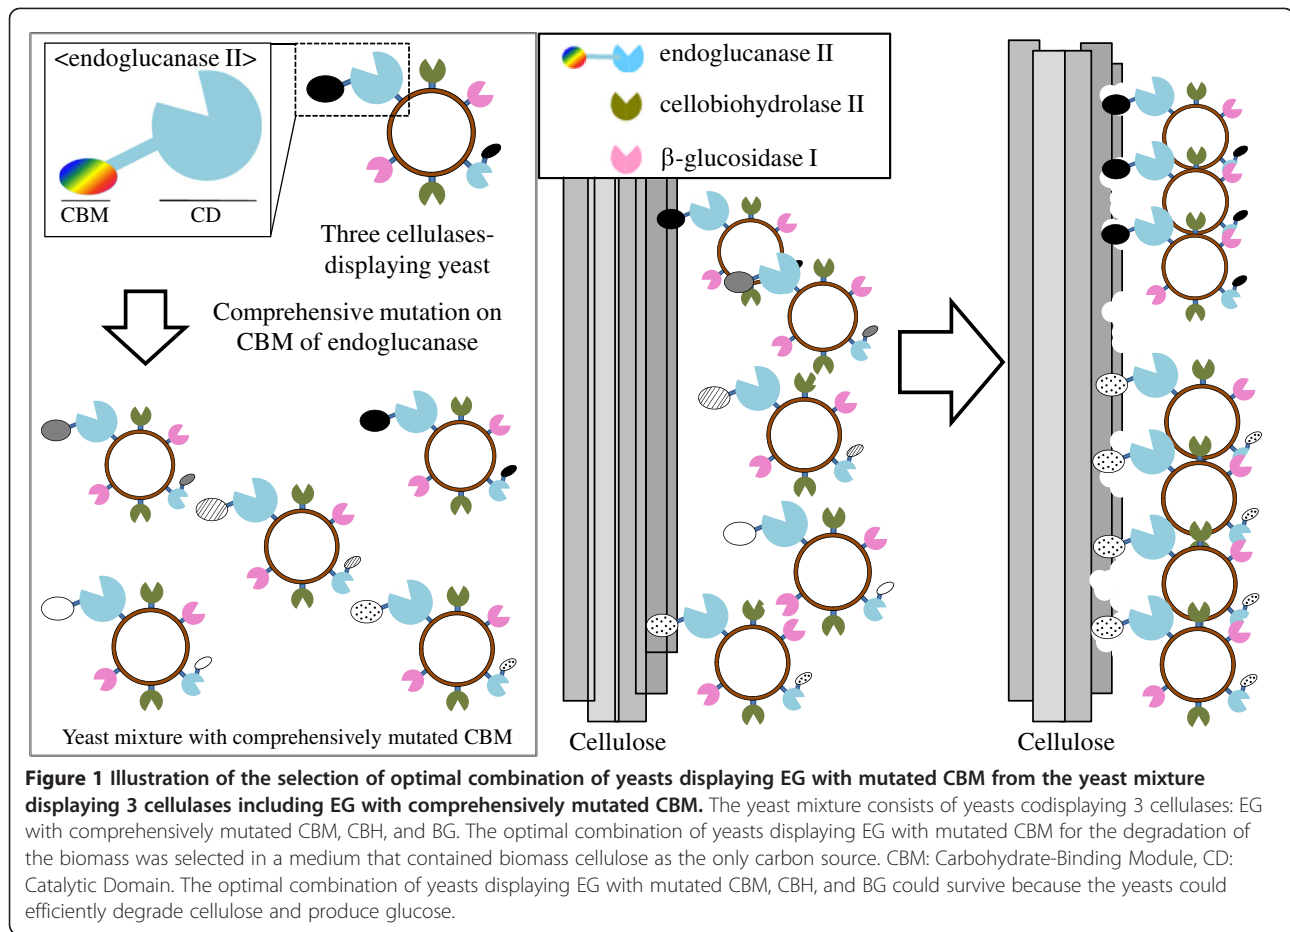 <endoglucanase II>
CBM
CD
Three cellulases-
displaying yeast
Comprehensive mutation on
CBM of endoglucanase
Yeast mixture with comprehensively mutated CBM
endoglucanase II
cellobiohydrolase II
β-glucosidase I
Cellulose
Cellulose
Figure 1 Illustration of the selection of optimal combination of yeasts displaying EG with mutated CBM from the yeast mixture
displaying 3 cellulases including EG with comprehensively mutated CBM. The yeast mixture consists of yeasts codisplaying 3 cellulases: EG
with comprehensively mutated CBM, CBH, and BG. The optimal combination of yeasts displaying EG with mutated CBM for the degradation of
the biomass was selected in a medium that contained biomass cellulose as the only carbon source. CBM: Carbohydrate-Binding Module, CD:
Catalytic Domain. The optimal combination of yeasts displaying EG with mutated CBM, CBH, and BG could survive because the yeasts could
efficiently degrade cellulose and produce glucose.